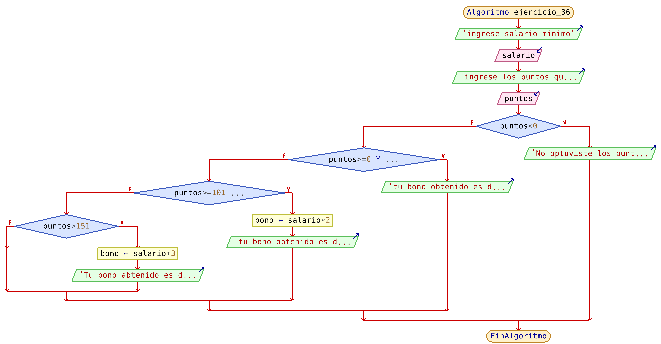 Algoritmo ejercicio_36
'ingrese salario minimo'
salario
'ingrese los puntos qu...
puntos
puntos<0
F
V
'No obtuviste los punt...
puntos>=0 Y ...
F
V
'tu bono obtenido es d...
puntos>=101 ...
F
V
bono ← salario*2
'tu bono obtenido es d...
puntos>151
F
V
bono ← salario*3
'Tu bono obtenido es d...
FinAlgoritmo